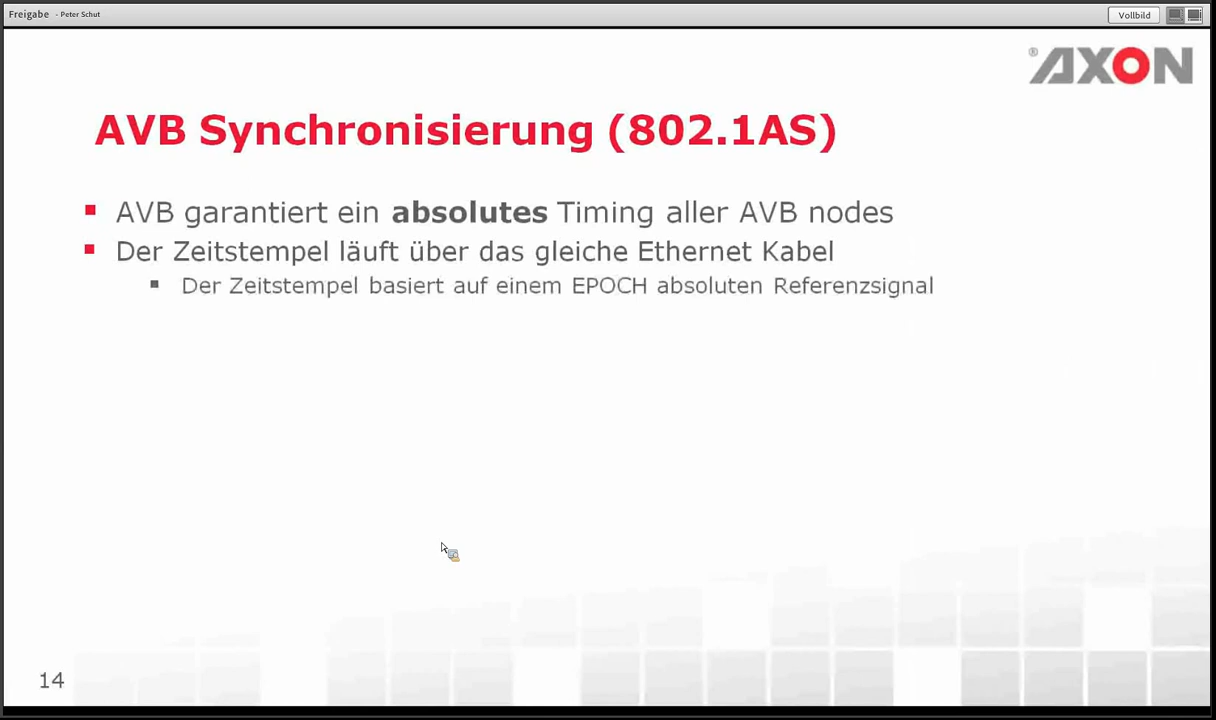 Freigabe - Peter Schut
Vollbild
®AXON
AVB Synchronisierung (802.1AS)
AVB garantiert ein absolutes Timing aller AVB nodes
Der Zeitstempel läuft über das gleiche Ethernet Kabel
Der Zeitstempel basiert auf einem EPOCH absoluten Referenzsignal
14